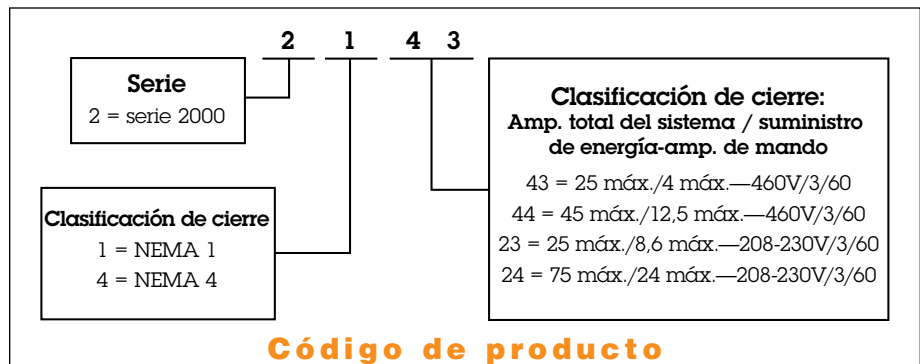 2 1 4 3
Serie
2 = serie 2000
Clasificación de cierre
1 = NEMA 1
4 = NEMA 4
Clasificación de cierre:
Amp. total del sistema / suministro
de energía-amp. de mando
43 = 25 máx./4 máx.—460V/3/60
44 = 45 máx./12,5 máx.—460V/3/60
23 = 25 máx./8,6 máx.—208-230V/3/60
24 = 75 máx./24 máx.—208-230V/3/60
Código de producto